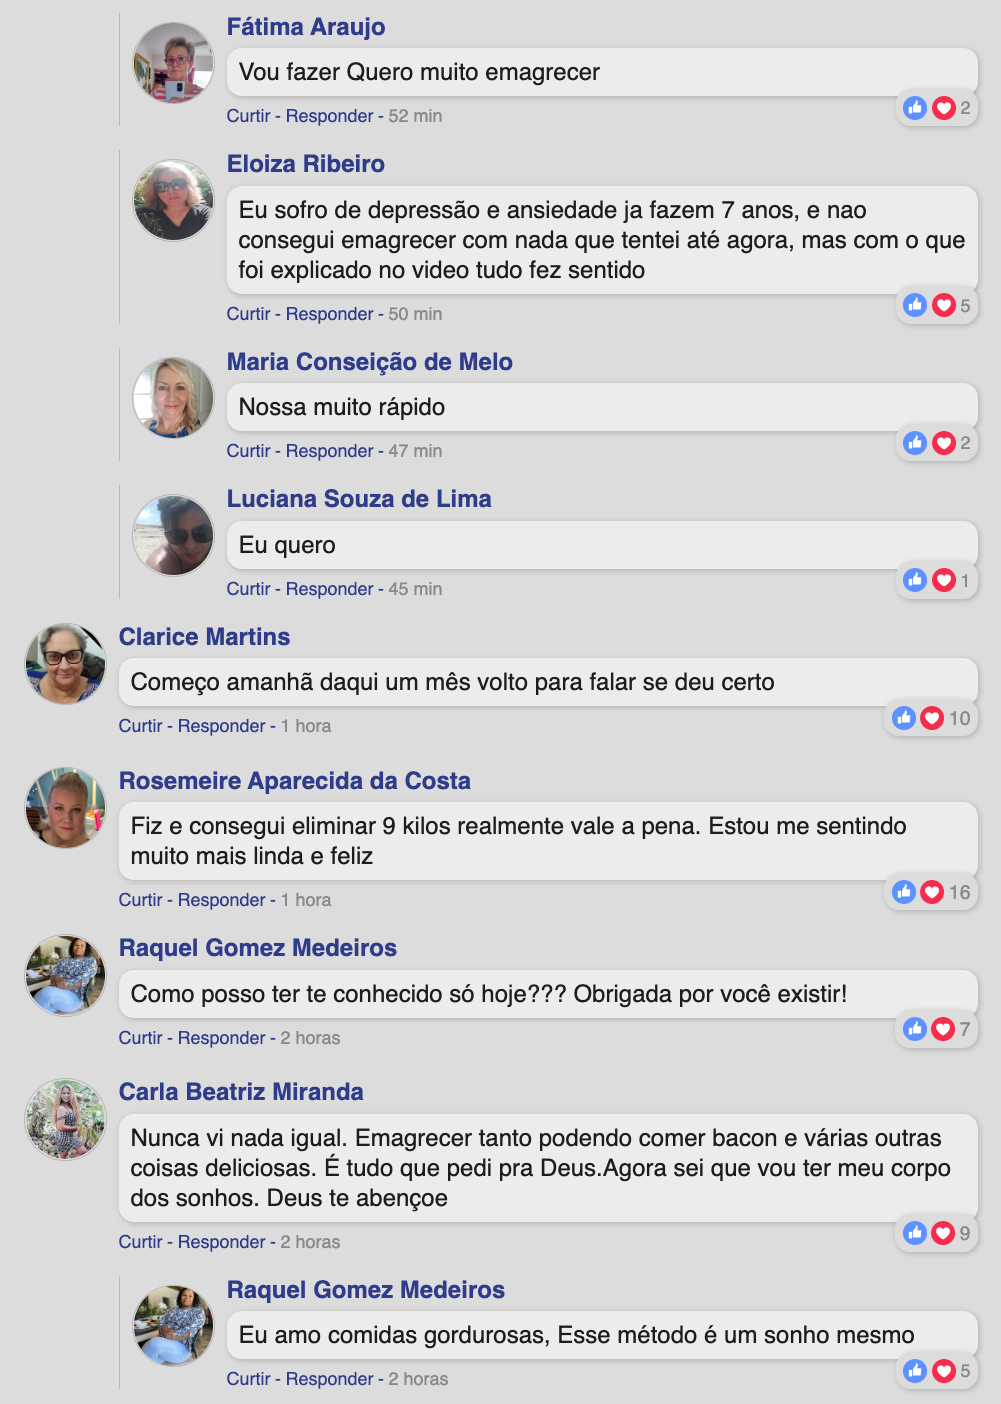 Fátima Araujo
Vou fazer Quero muito emagrecer
2
Curtir - Responder - 52 min
Eloiza Ribeiro
Eu sofro de depressão e ansiedade ja fazem 7 anos, e nao
consegui emagrecer com nada que tentei até agora, mas com o que
foi explicado no video tudo fez sentido
5
Curtir - Responder - 50 min
Maria Conseição de Melo
Nossa muito rápido
2
Curtir - Responder - 47 min
Luciana Souza de Lima
Eu quero
1
Curtir - Responder - 45 min
Clarice Martins
Começo amanhã daqui um mês volto para falar se deu certo
10
Curtir - Responder - 1 hora
Rosemeire Aparecida da Costa
Fiz e consegui eliminar 9 kilos realmente vale a pena. Estou me sentindo
muito mais linda e feliz
16
Curtir - Responder - 1 hora
Raquel Gomez Medeiros
Como posso ter te conhecido só hoje??? Obrigada por você existir!
7
Curtir - Responder - 2 horas
Carla Beatriz Miranda
Nunca vi nada igual. Emagrecer tanto podendo comer bacon e várias outras
coisas deliciosas. É tudo que pedi pra Deus.Agora sei que vou ter meu corpo
dos sonhos. Deus te abençoe
9
Curtir - Responder - 2 horas
Raquel Gomez Medeiros
Eu amo comidas gordurosas, Esse método é um sonho mesmo
5
Curtir - Responder - 2 horas